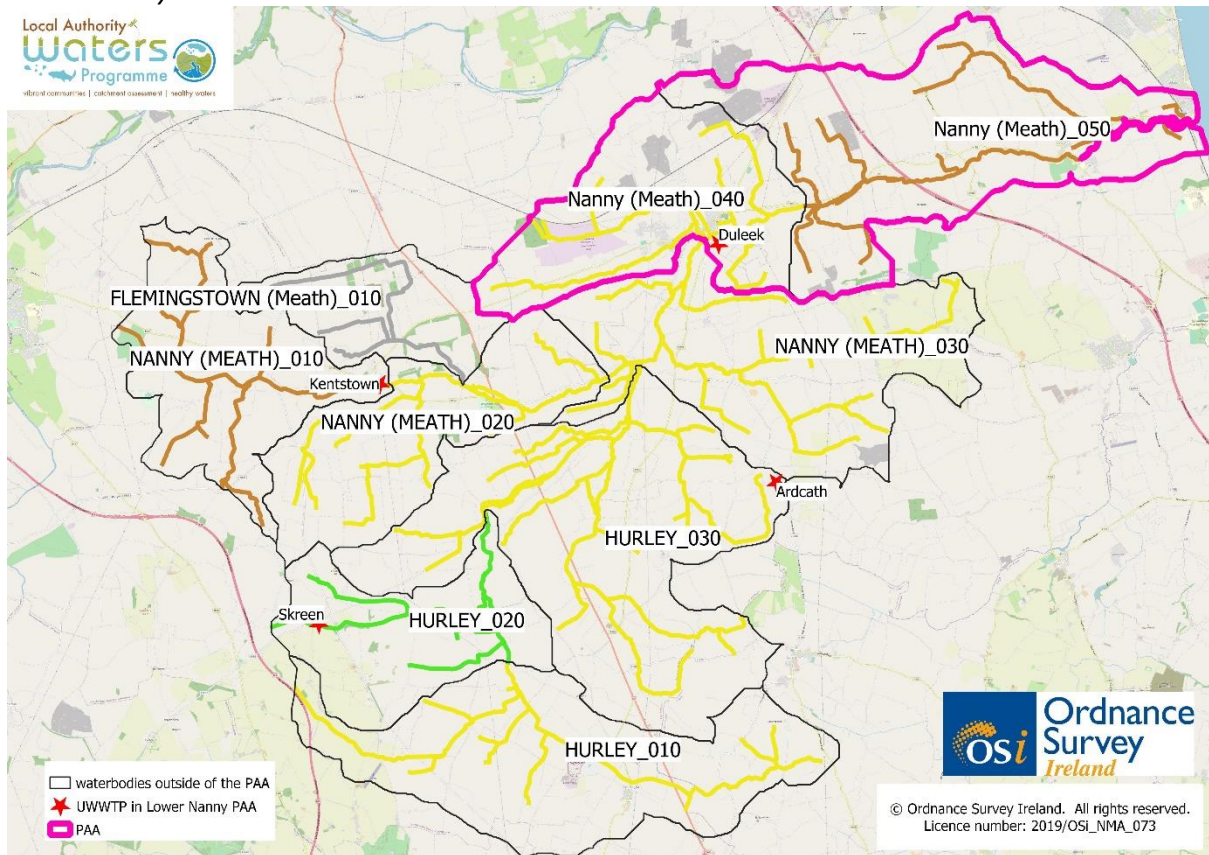 )
Local Authority
Waters
Programme
vibrant communities | catchment assessment | healthy waters
Nanny (Meath)_050
Nanny (Meath)_040
Duleek
FLEMINGSTOWN (Meath)_010
NANNY (MEATH)_010
Kentstown
NANNY (MEATH)_030
NANNY (MEATH)_020
Ardcath
HURLEY_030
Skreen
HURLEY_020
HURLEY_010
waterbodies outside of the PAA
UWWTP in Lower Nanny PAA
PAA
OSi
Ordnance
Survey
Ireland
© Ordnance Survey Ireland. All rights reserved.
Licence number: 2019/OSi_NMA_073